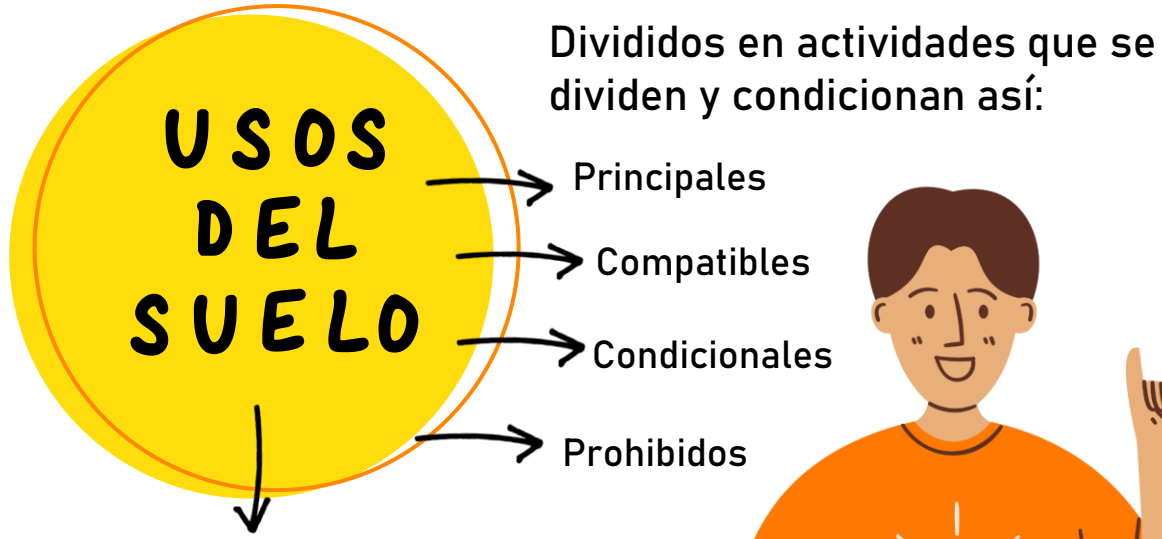 USOS
DEL
SUELO
Divididos en actividades que se
dividen y condicionan así:
Principales
Compatibles
Condicionales
Prohibidos